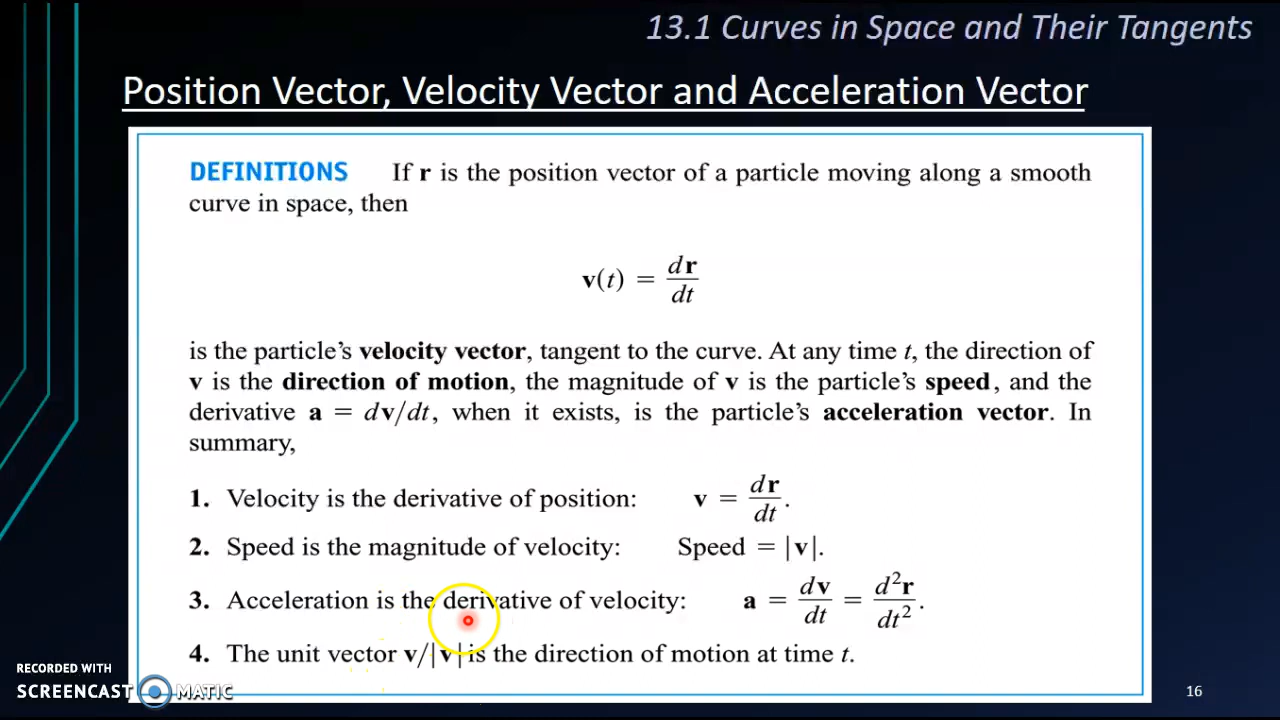 13.1 Curves in Space and Their Tangents
Position Vector, Velocity Vector and Acceleration Vector
DEFINITIONS If r is the position vector of a particle moving along a smooth
curve in space, then
v(t) = dr/dt
is the particle's velocity vector, tangent to the curve. At any time t, the direction of
v is the direction of motion, the magnitude of v is the particle's speed, and the
derivative a = dv/dt, when it exists, is the particle's acceleration vector. In
summary,
1. Velocity is the derivative of position: v = dr/dt.
2. Speed is the magnitude of velocity: Speed = |v|.
3. Acceleration is the derivative of velocity: a = dv/dt = d²r/dt².
4. The unit vector v/|v| is the direction of motion at time t.
RECORDED WITH
SCREENCAST MATIC
16